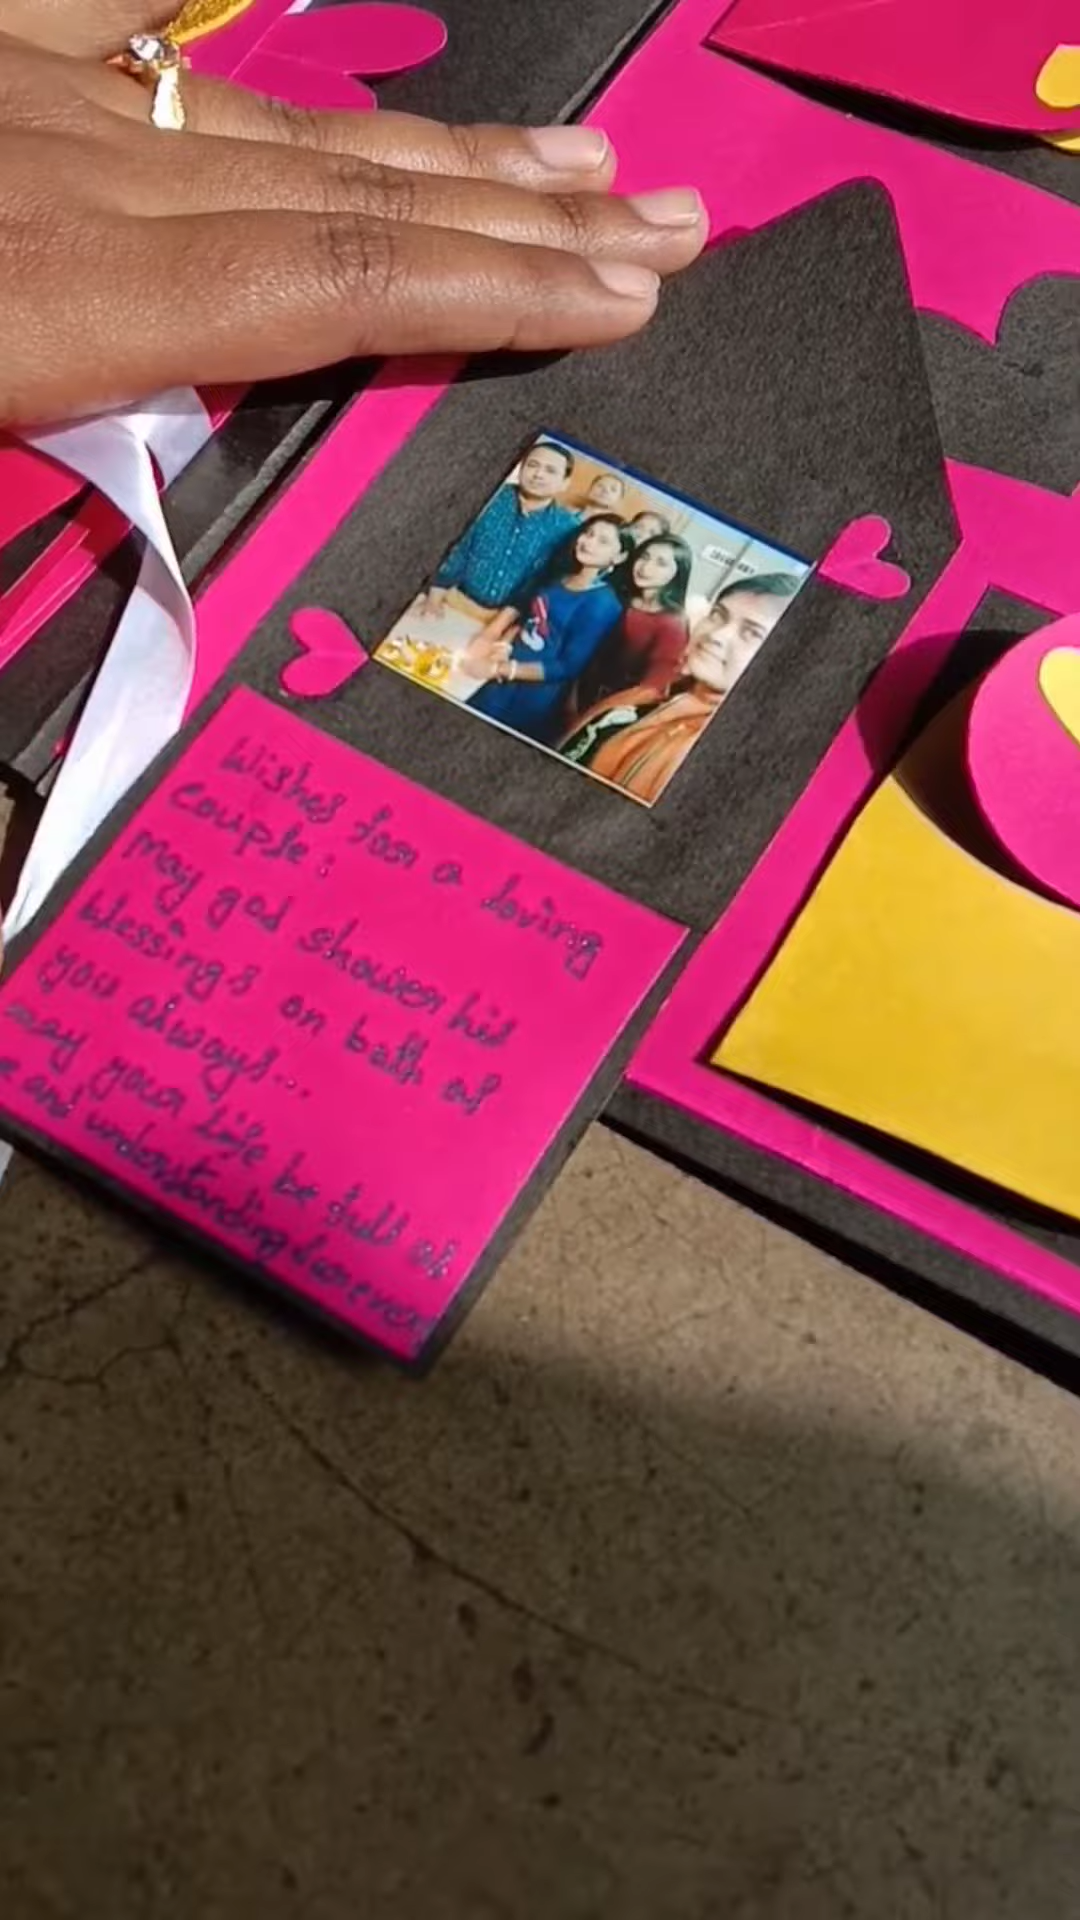 Wishes for a loving
couple :
May god shower his
blessings on both of
you always...
may your life be full of
and understanding forever